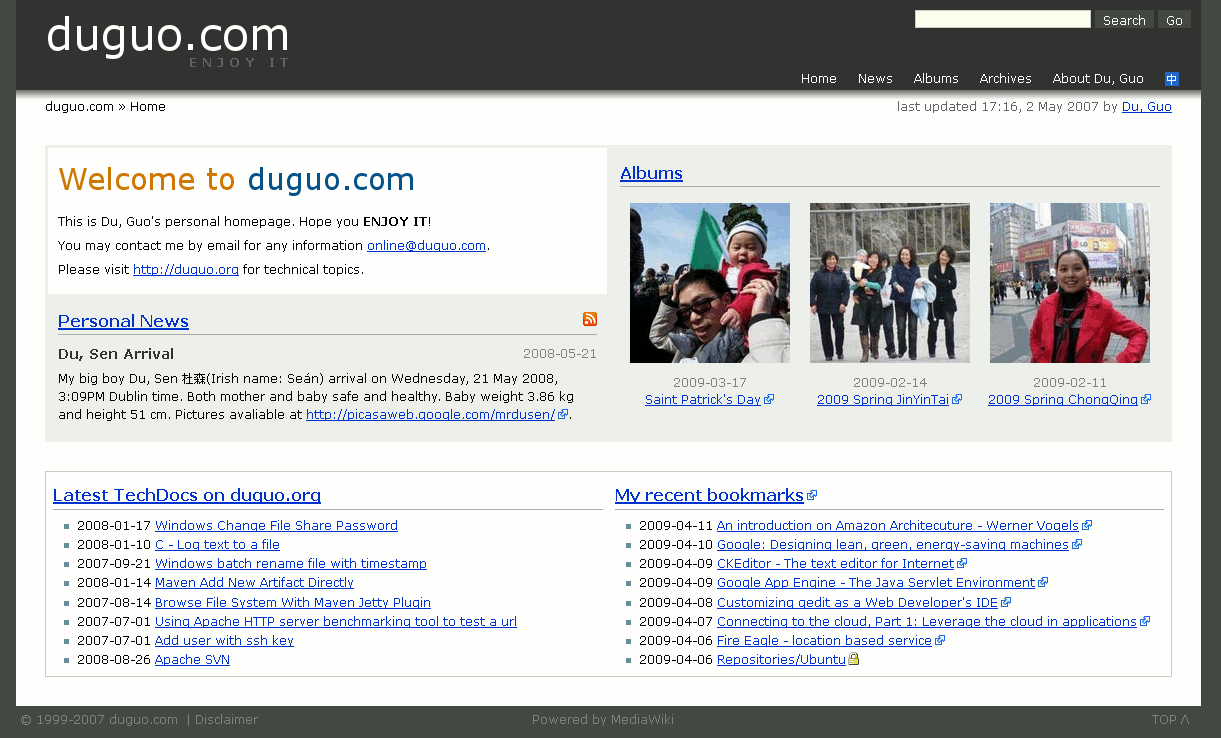 duguo.com
ENJOY IT
Search Go
Home News Albums Archives About Du, Guo 中
duguo.com » Home
last updated 17:16, 2 May 2007 by Du, Guo
Welcome to duguo.com
This is Du, Guo's personal homepage. Hope you ENJOY IT!
You may contact me by email for any information online@duguo.com.
Please visit http://duguo.org for technical topics.
Personal News
Du, Sen Arrival 2008-05-21
My big boy Du, Sen 杜森(Irish name: Seán) arrival on Wednesday, 21 May 2008,
3:09PM Dublin time. Both mother and baby safe and healthy. Baby weight 3.86 kg
and height 51 cm. Pictures avaliable at http://picasaweb.google.com/mrdusen/.
Albums
2009-03-17
Saint Patrick's Day
2009-02-14
2009 Spring JinYinTai
2009-02-11
2009 Spring ChongQing
Latest TechDocs on duguo.org
2008-01-17 Windows Change File Share Password
2008-01-10 C - Log text to a file
2007-09-21 Windows batch rename file with timestamp
2008-01-14 Maven Add New Artifact Directly
2007-08-14 Browse File System With Maven Jetty Plugin
2007-07-01 Using Apache HTTP server benchmarking tool to test a url
2007-07-01 Add user with ssh key
2008-08-26 Apache SVN
My recent bookmarks
2009-04-11 An introduction on Amazon Architecuture - Werner Vogels
2009-04-10 Google: Designing lean, green, energy-saving machines
2009-04-09 CKEditor - The text editor for Internet
2009-04-09 Google App Engine - The Java Servlet Environment
2009-04-08 Customizing gedit as a Web Developer's IDE
2009-04-07 Connecting to the cloud, Part 1: Leverage the cloud in applications
2009-04-06 Fire Eagle - location based service
2009-04-06 Repositories/Ubuntu
© 1999-2007 duguo.com | Disclaimer
Powered by MediaWiki
TOP Λ